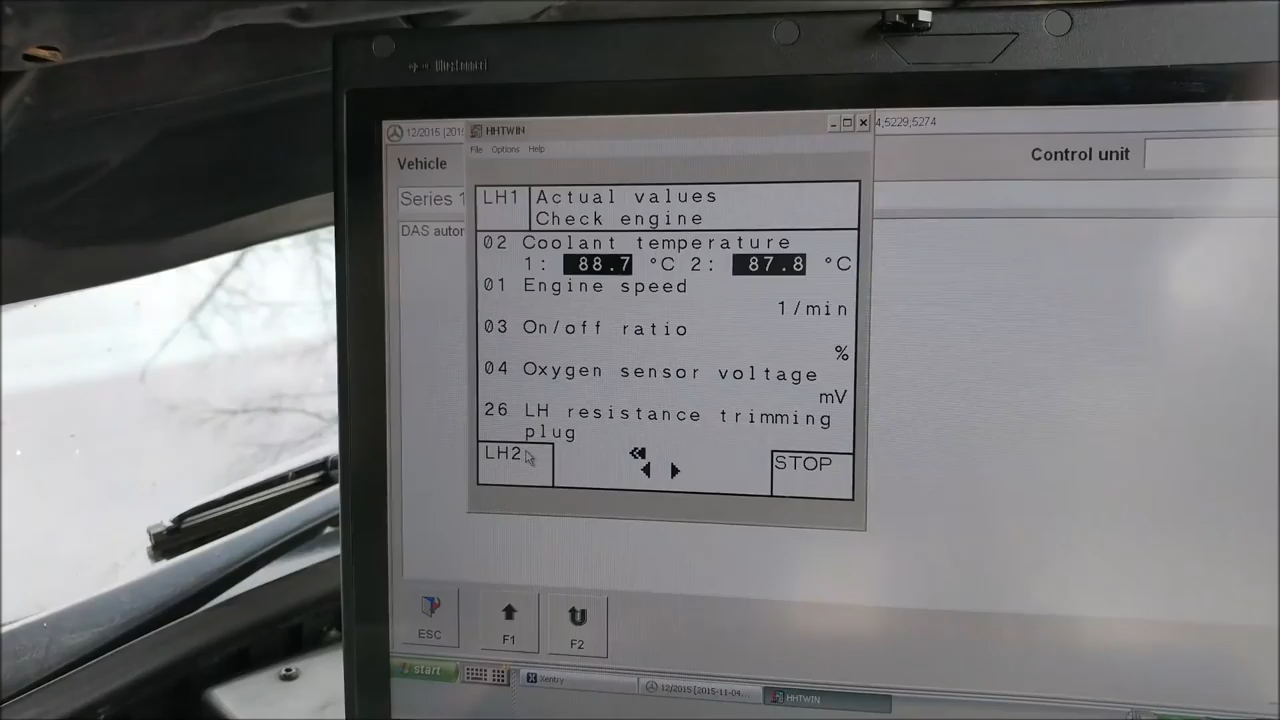 12/2015 [201
HHTWIN
4;5229;5274
File Options Help
Vehicle
Control unit
Series 1
DAS autor
LH1
Actual values
Check engine
02 Coolant temperature
1: 88.7 °C 2: 87.8 °C
01 Engine speed
1/min
03 On/off ratio
%
04 Oxygen sensor voltage
mV
26 LH resistance trimming
plug
LH2
STOP
ESC
F1
F2
start
Xentry
12/2015 [2015-11-04...
HHTWIN